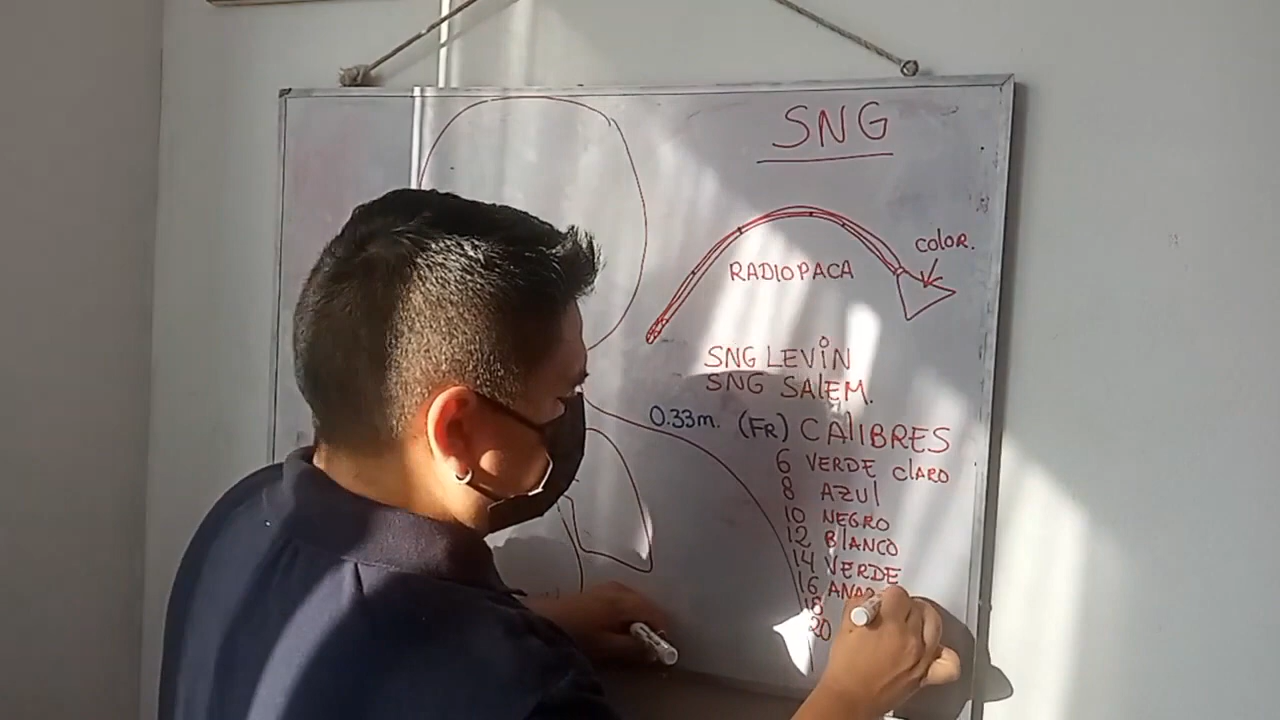 SNG
COlOR.
RADIOPACA
SNG LEViN
SNG SAlEM.
0.33m. (FR) CAlIBRES
6 VERDE ClARO
8 AZUl
10 NEGRO
12 BlANCO
14 VERDE
16
18
20